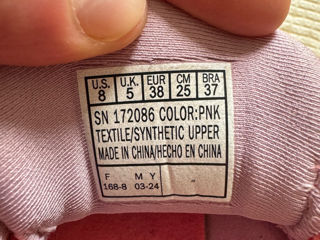 U.S. U.K. EUR CM BRA
8 5 38 25 37
SN 172086 COLOR:PNK
TEXTILE/SYNTHETIC UPPER
MADE IN CHINA/HECHO EN CHINA
F M Y
168-8 03-24 -